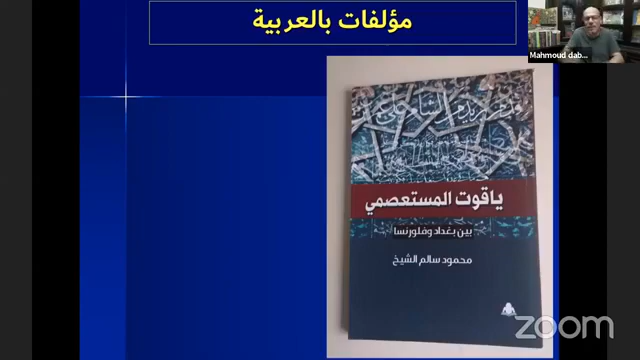 مؤلفات بالعربية
Mahmoud dab...
ياقوت المستعصمي
بين بغداد وفلورنسا
محمود سالم الشيخ
zoom